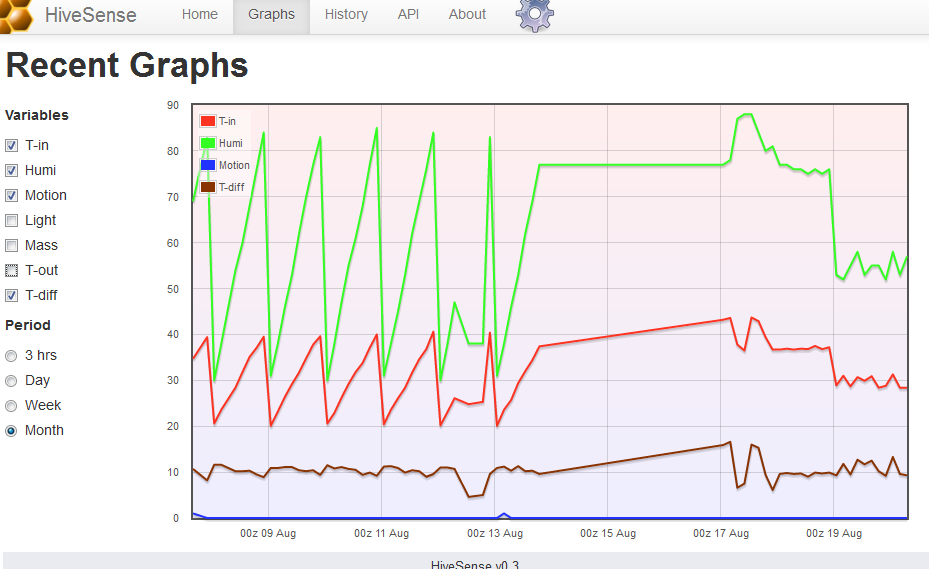 HiveSense Home Graphs History API About
Recent Graphs
Variables
T-in
Humi
Motion
Light
Mass
T-out
T-diff
Period
3 hrs
Day
Week
Month
90
80
70
60
50
40
30
20
10
0
T-in
Humi
Motion
T-diff
00z 09 Aug 00z 11 Aug 00z 13 Aug 00z 15 Aug 00z 17 Aug 00z 19 Aug
HiveSense v0.3